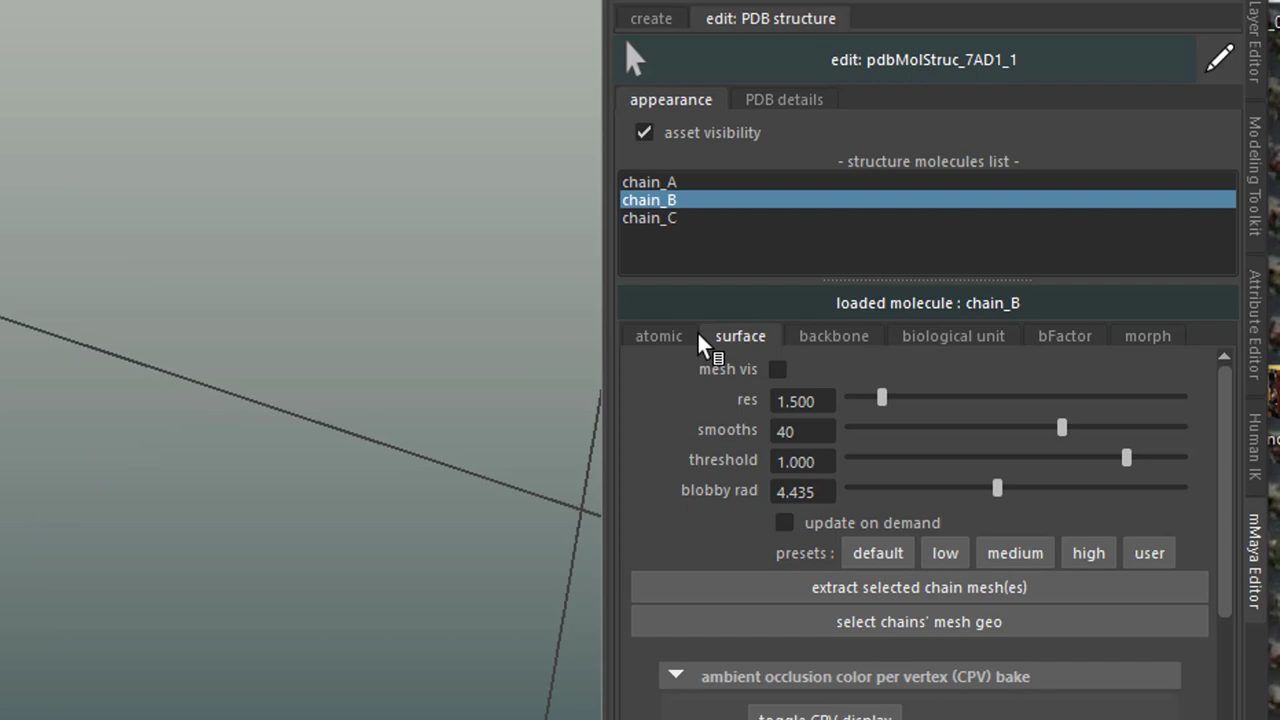 create edit: PDB structure
edit: pdbMolStruc_7AD1_1
appearance PDB details
asset visibility
- structure molecules list -
chain_A
chain_B
chain_C
loaded molecule : chain_B
atomic surface backbone biological unit bFactor morph
mesh vis
res 1.500
smooths 40
threshold 1.000
blobby rad 4.435
update on demand
presets : default low medium high user
extract selected chain mesh(es)
select chains' mesh geo
ambient occlusion color per vertex (CPV) bake
toggle CPV display
Layer Editor
Modeling Toolkit
Attribute Editor
Human IK
mMaya Editor